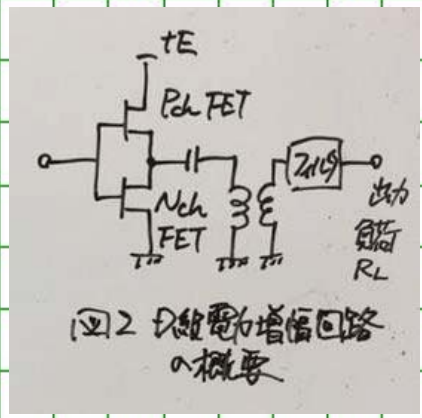 +E
Pch FET
Nch
FET
フィルタ
出力
負荷
RL
図2 D級電力増幅回路
の概要